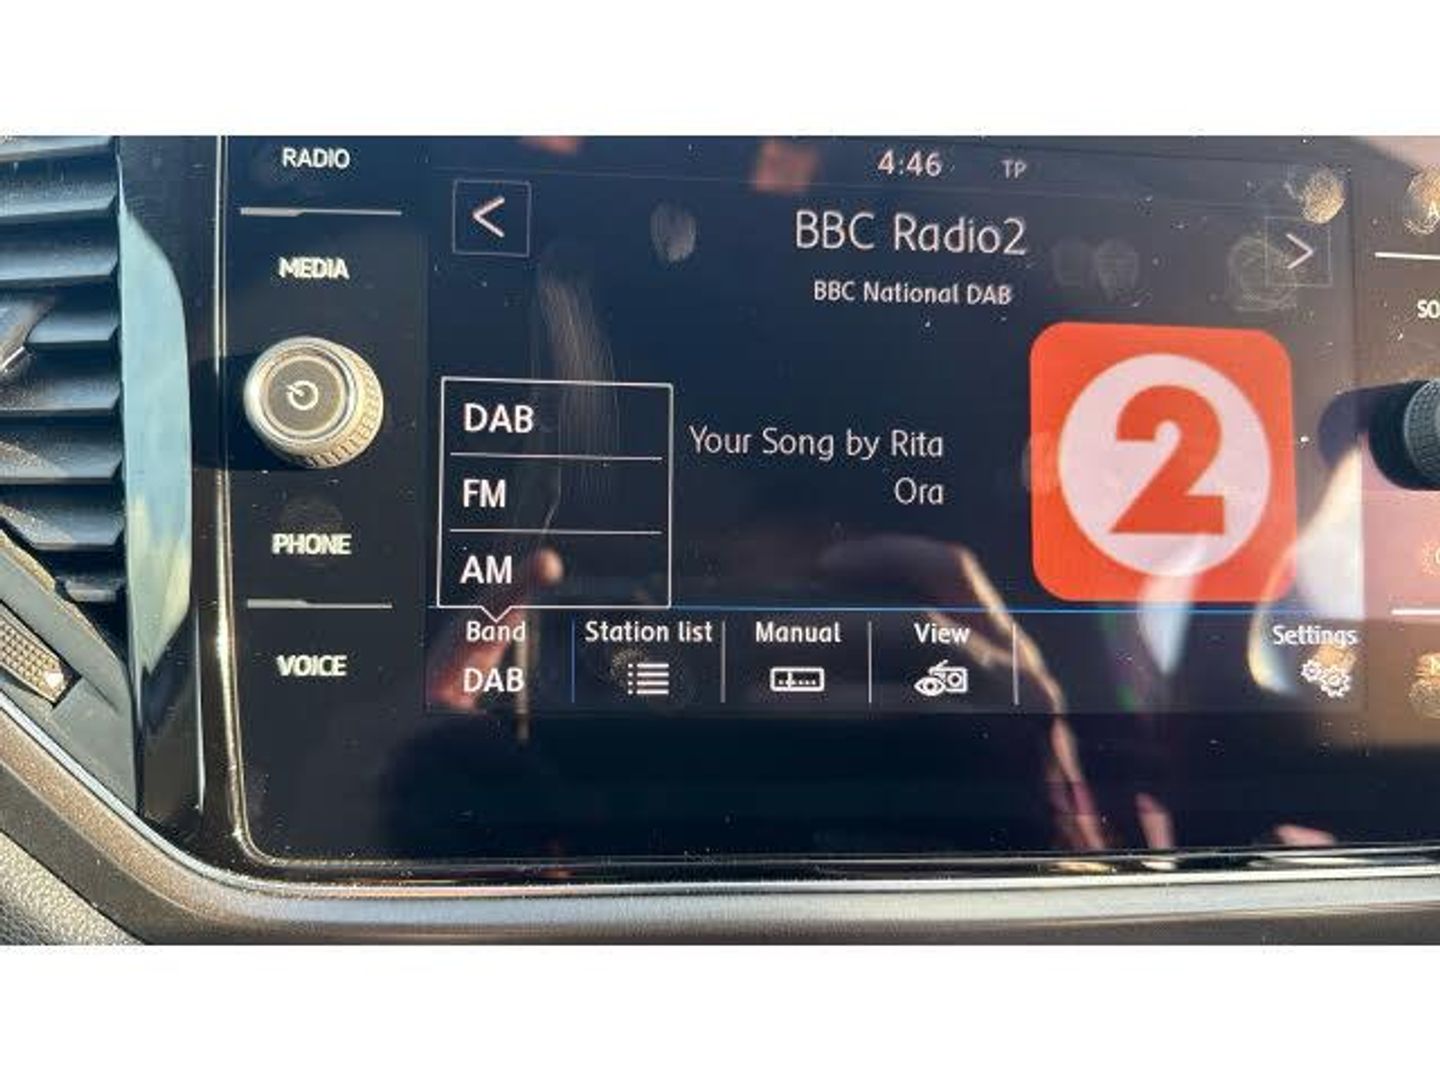 RADIO
MEDIA
PHONE
VOICE
4:46 TP
<
BBC Radio2
>
BBC National DAB
DAB
FM
AM
Your Song by Rita
Ora
2
Band
DAB
Station list
Manual
View
Settings